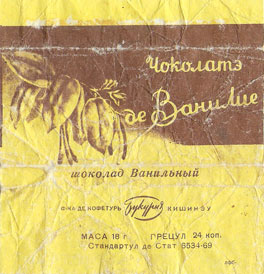 Чоколатэ
де Ванилие
шоколад Ванильный
Ф-КА ДЕ КОФЕТУРЬ Букурия КИШИНЭУ
МАСА 18 г. ПРЕЦУЛ 24 коп.
Стандартул де Стат 6534-69